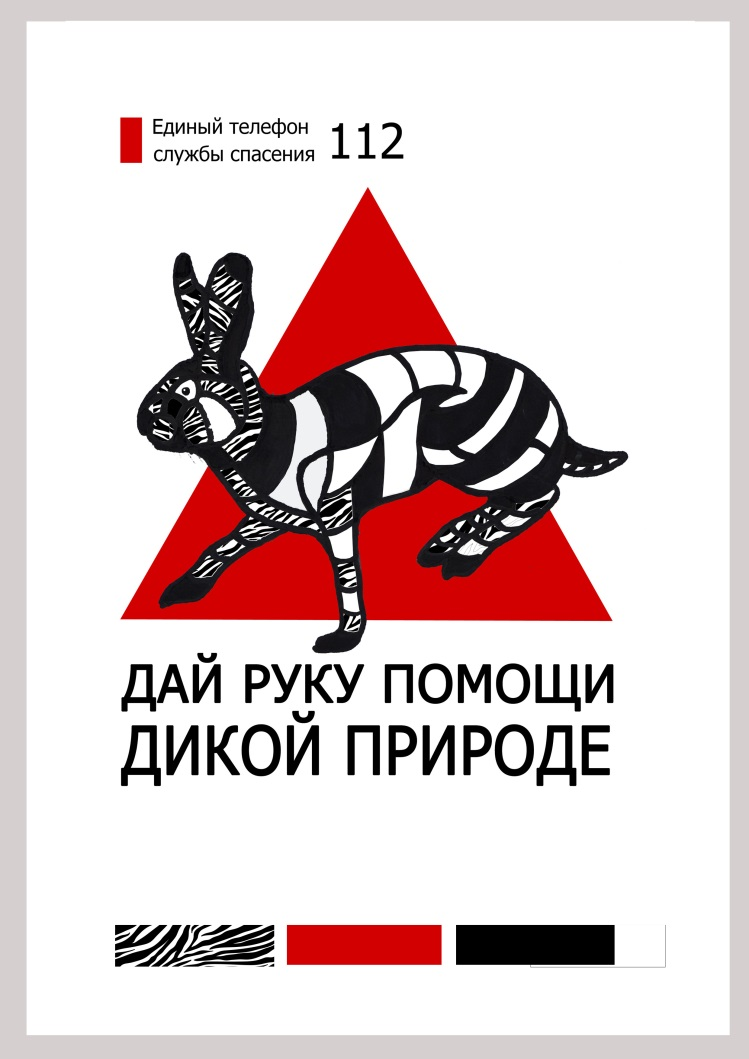 Единый телефон
службы спасения 112
ДАЙ РУКУ ПОМОЩИ
ДИКОЙ ПРИРОДЕ